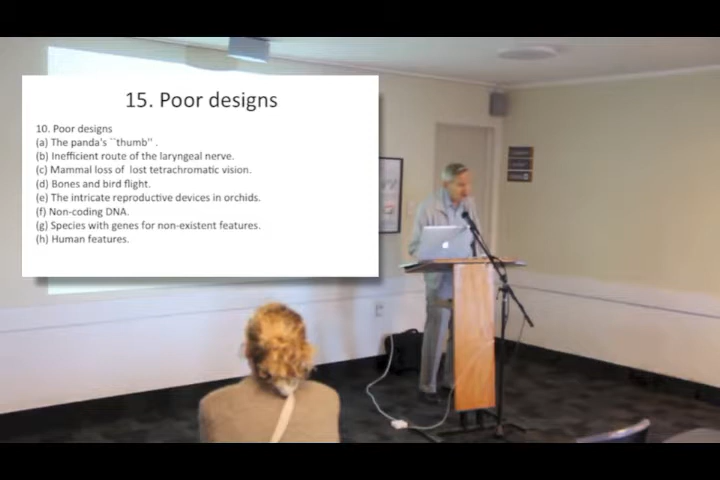 15. Poor designs
10. Poor designs
(a) The panda's ``thumb'' .
(b) Inefficient route of the laryngeal nerve.
(c) Mammal loss of  lost tetrachromatic vision.
(d) Bones and bird flight.
(e) The intricate reproductive devices in orchids.
(f) Non-coding DNA.
(g) Species with genes for non-existent features.
(h) Human features.